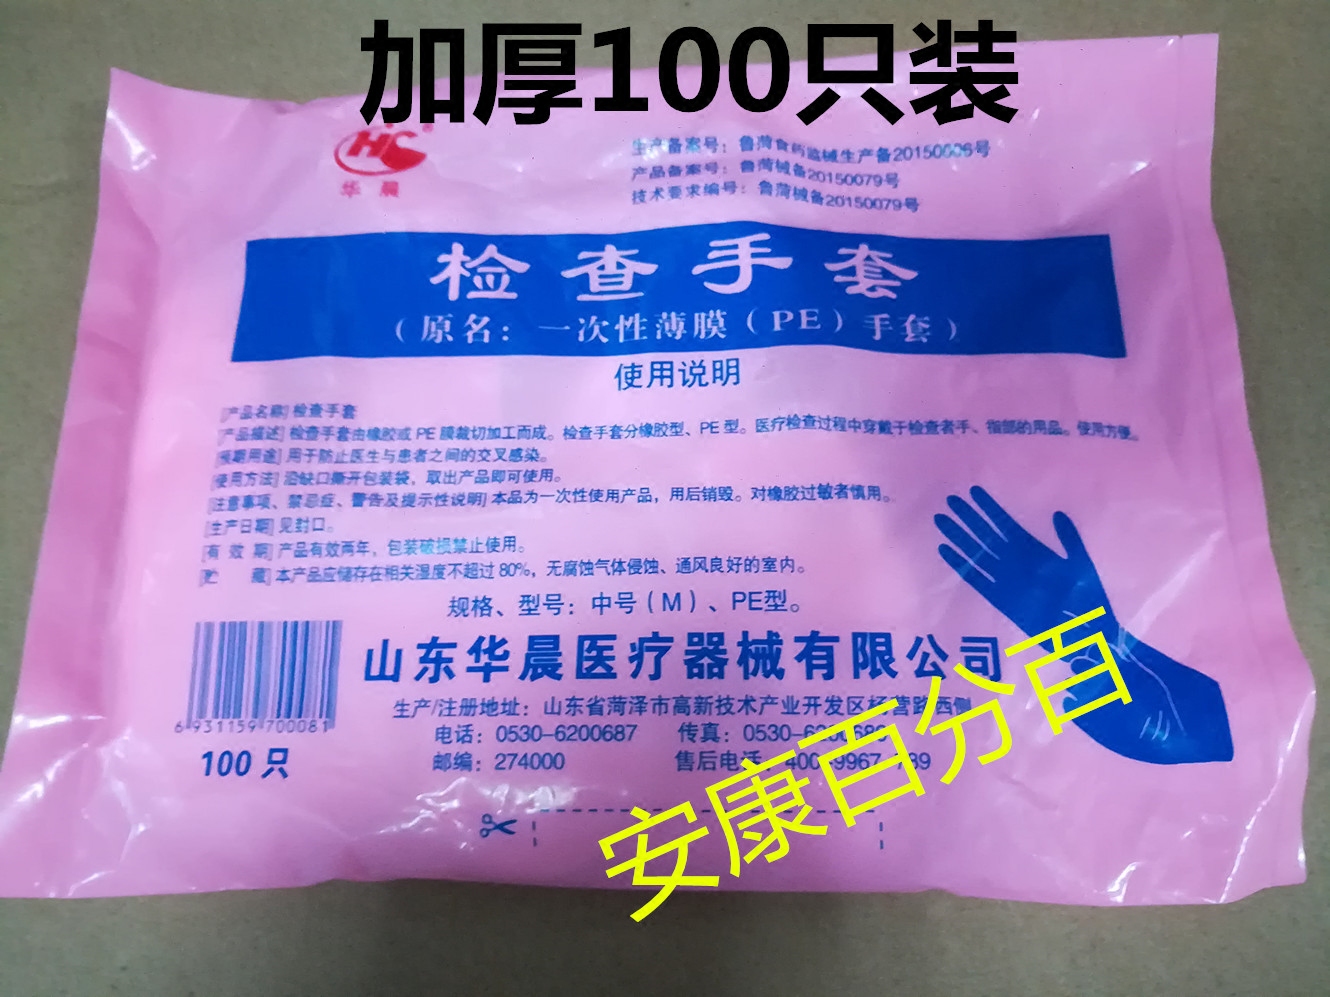 加厚100只装
HC®
华晨
生产备案号：鲁菏食药监械生产备20150006号
产品备案号：鲁菏械备20150079号
技术要求编号：鲁菏械备20150079号
检查手套
（原名：一次性薄膜（PE）手套）
使用说明
[产品名称] 检查手套
[产品描述] 检查手套由橡胶或 PE 膜裁切加工而成。检查手套分橡胶型、PE 型。医疗检查过程中穿戴于检查者手、指部的用品。使用方便。
[预期用途] 用于防止医生与患者之间的交叉感染。
[使用方法] 沿缺口撕开包装袋，取出产品即可使用。
[注意事项、禁忌症、警告及提示性说明] 本品为一次性使用产品，用后销毁。对橡胶过敏者慎用。
[生产日期] 见封口。
[有 效 期] 产品有效两年，包装破损禁止使用。
[贮 藏] 本产品应储存在相关湿度不超过 80%，无腐蚀气体侵蚀、通风良好的室内。
规格、型号：中号（M）、PE型。
山东华晨医疗器械有限公司
生产/注册地址：山东省菏泽市高新技术产业开发区杨营路西侧
电话：0530-6200687 传真：0530-
邮编：274000 售后电话：400-9967-
6 931159 700081
100 只
安康百分百